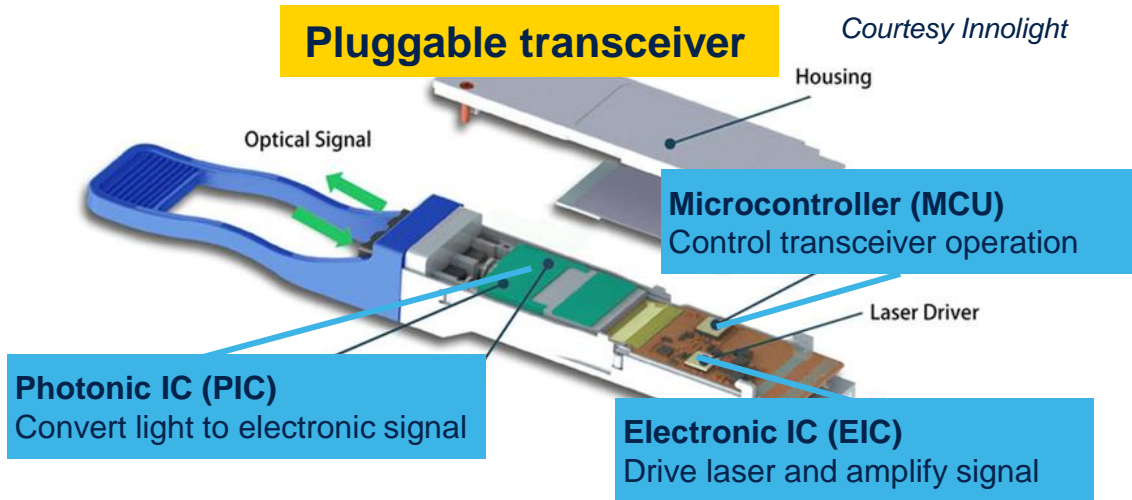 Pluggable transceiver
Courtesy Innolight
Housing
Optical Signal
Microcontroller (MCU)
Control transceiver operation
Laser Driver
Photonic IC (PIC)
Convert light to electronic signal
Electronic IC (EIC)
Drive laser and amplify signal